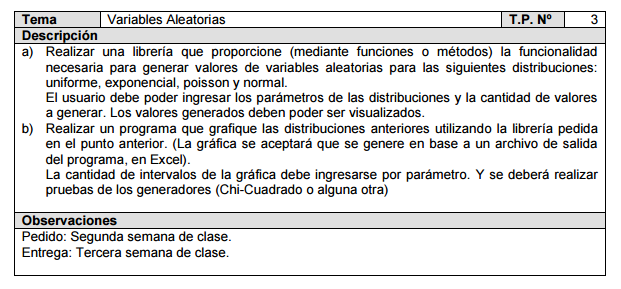 Tema Variables Aleatorias T.P. Nº 3
Descripción
a) Realizar una librería que proporcione (mediante funciones o métodos) la funcionalidad
necesaria para generar valores de variables aleatorias para las siguientes distribuciones:
uniforme, exponencial, poisson y normal.
El usuario debe poder ingresar los parámetros de las distribuciones y la cantidad de valores
a generar. Los valores generados deben poder ser visualizados.
b) Realizar un programa que grafique las distribuciones anteriores utilizando la librería pedida
en el punto anterior. (La gráfica se aceptará que se genere en base a un archivo de salida
del programa, en Excel).
La cantidad de intervalos de la gráfica debe ingresarse por parámetro. Y se deberá realizar
pruebas de los generadores (Chi-Cuadrado o alguna otra)
Observaciones
Pedido: Segunda semana de clase.
Entrega: Tercera semana de clase.